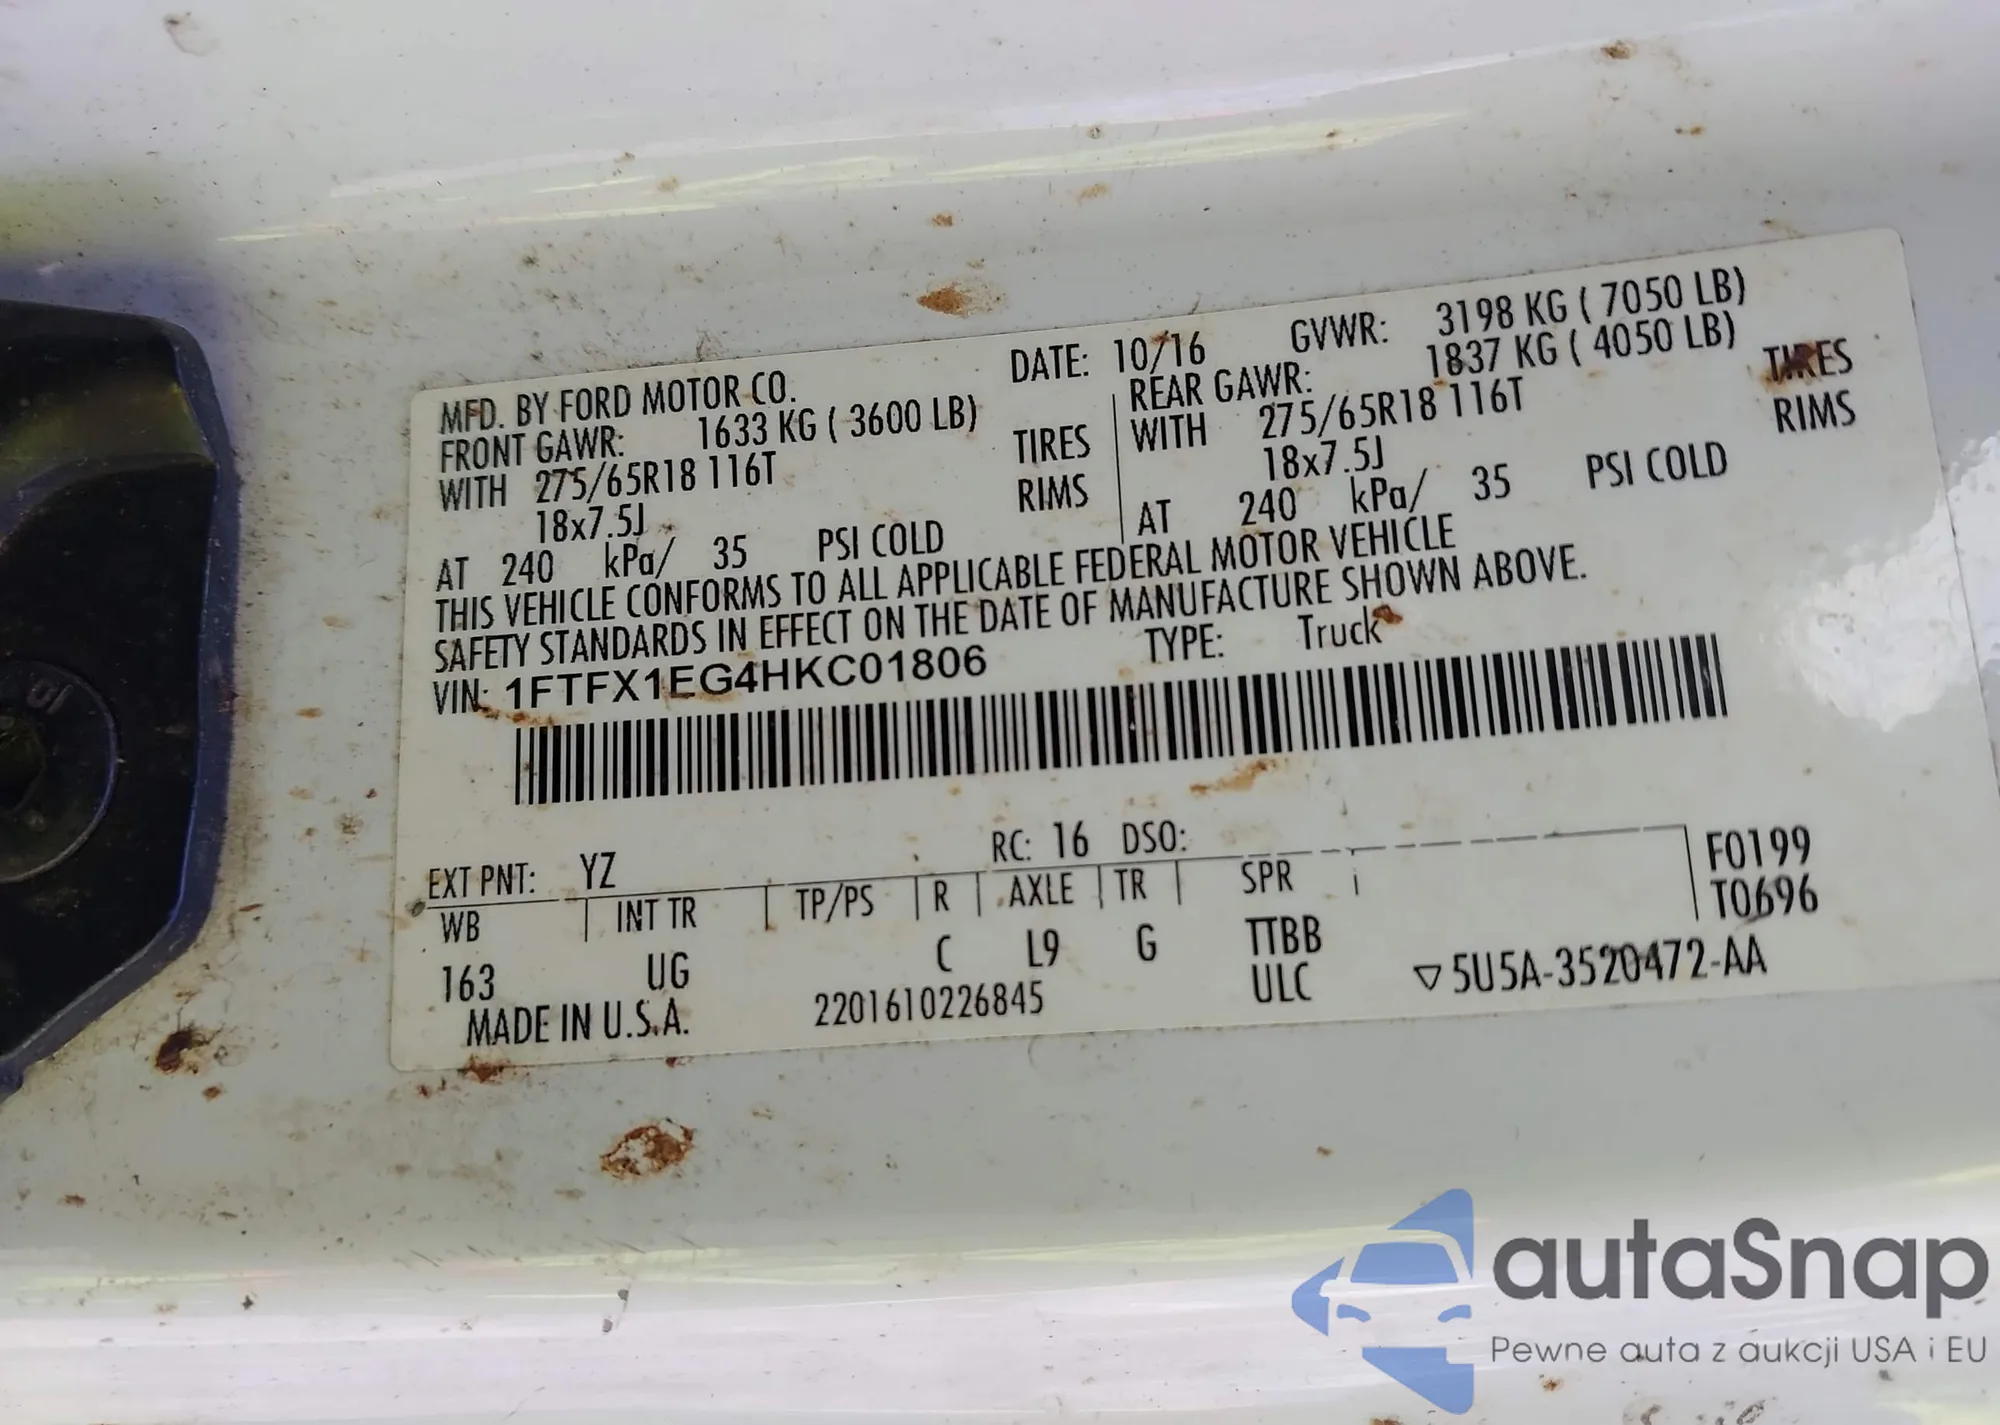 MFD. BY FORD MOTOR CO.
DATE: 10/16
GVWR: 3198 KG ( 7050 LB)
FRONT GAWR: 1633 KG ( 3600 LB)
WITH 275/65R18 116T TIRES
18x7.5J RIMS
AT 240 kPa/ 35 PSI COLD
REAR GAWR: 1837 KG ( 4050 LB)
WITH 275/65R18 116T TIRES
18x7.5J RIMS
AT 240 kPa/ 35 PSI COLD
THIS VEHICLE CONFORMS TO ALL APPLICABLE FEDERAL MOTOR VEHICLE
SAFETY STANDARDS IN EFFECT ON THE DATE OF MANUFACTURE SHOWN ABOVE.
VIN: 1FTFX1EG4HKC01806
TYPE: Truck
EXT PNT: YZ RC: 16 DSO:
WB INT TR TP/PS R AXLE TR SPR
163 UG C L9 G TTBB
ULC
F0199
T0696
MADE IN U.S.A. 2201610226845
▽5U5A-3520472-AA
autaSnap
Pewne auta z aukcji USA i EU